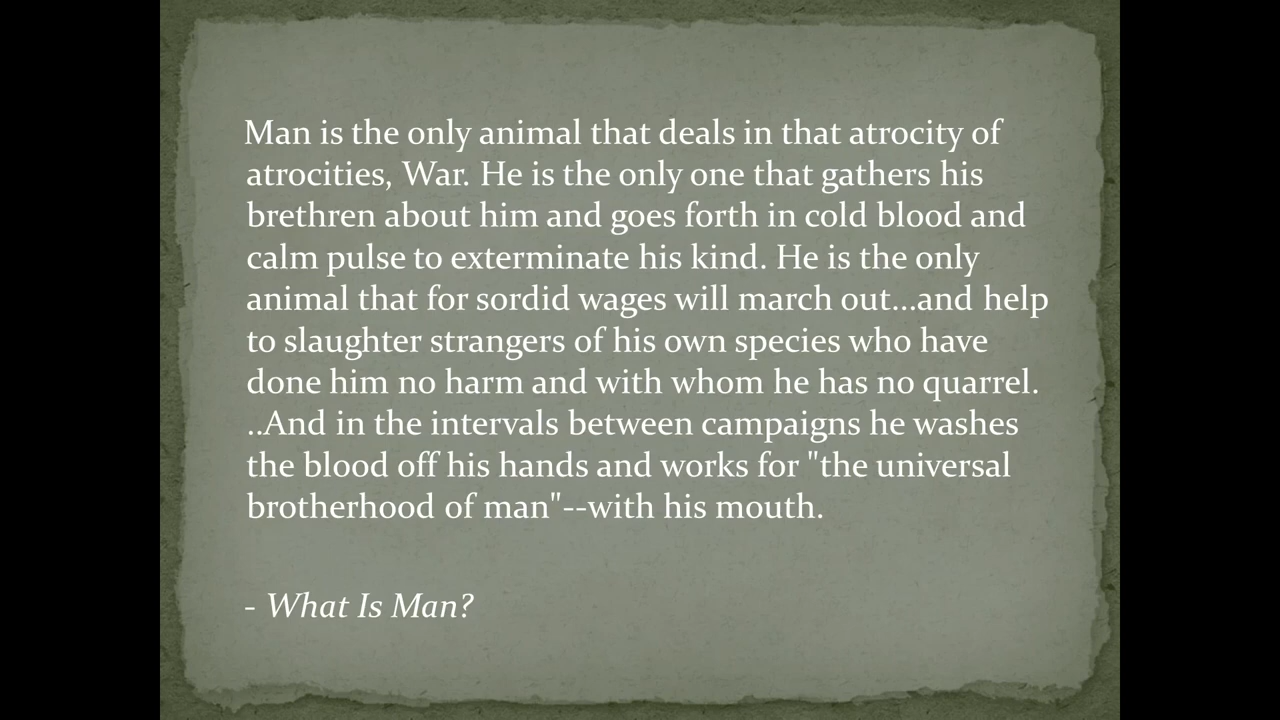 Man is the only animal that deals in that atrocity of
atrocities, War. He is the only one that gathers his
brethren about him and goes forth in cold blood and
calm pulse to exterminate his kind. He is the only
animal that for sordid wages will march out...and help
to slaughter strangers of his own species who have
done him no harm and with whom he has no quarrel.
..And in the intervals between campaigns he washes
the blood off his hands and works for "the universal
brotherhood of man"--with his mouth.
- What Is Man?